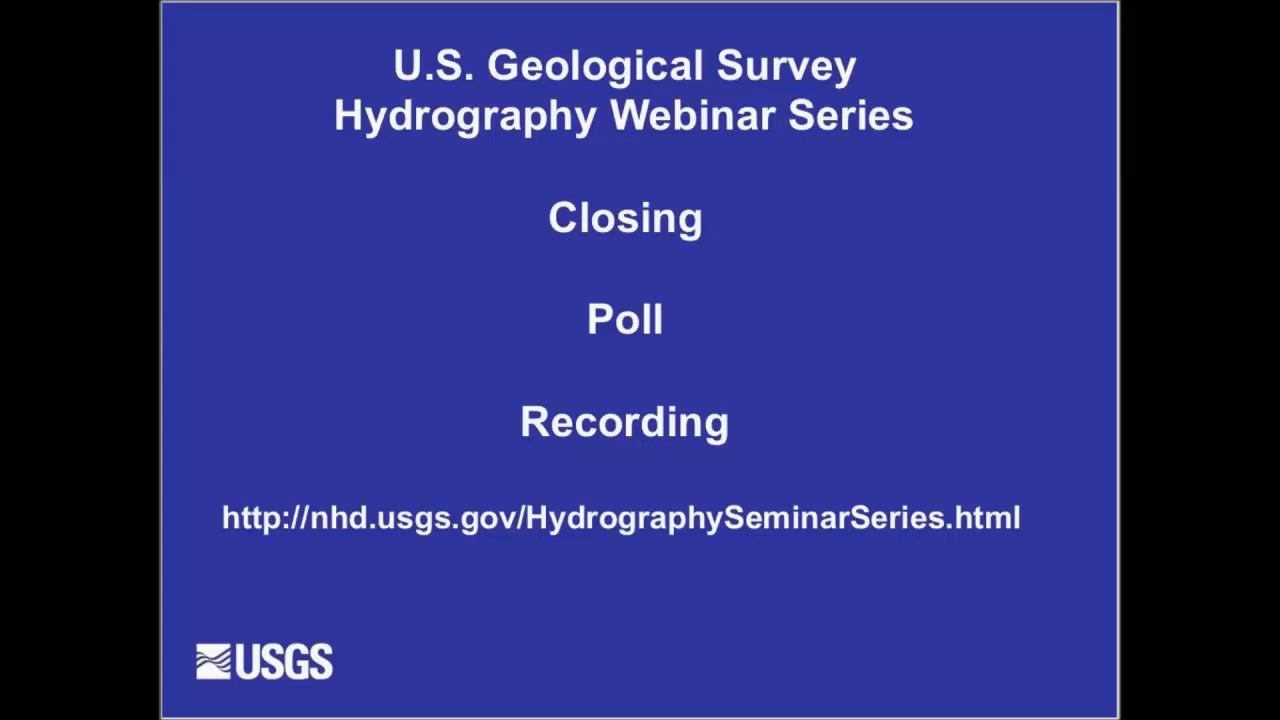 U.S. Geological Survey
Hydrography Webinar Series
Closing
Poll
Recording
http://nhd.usgs.gov/HydrographySeminarSeries.html
USGS